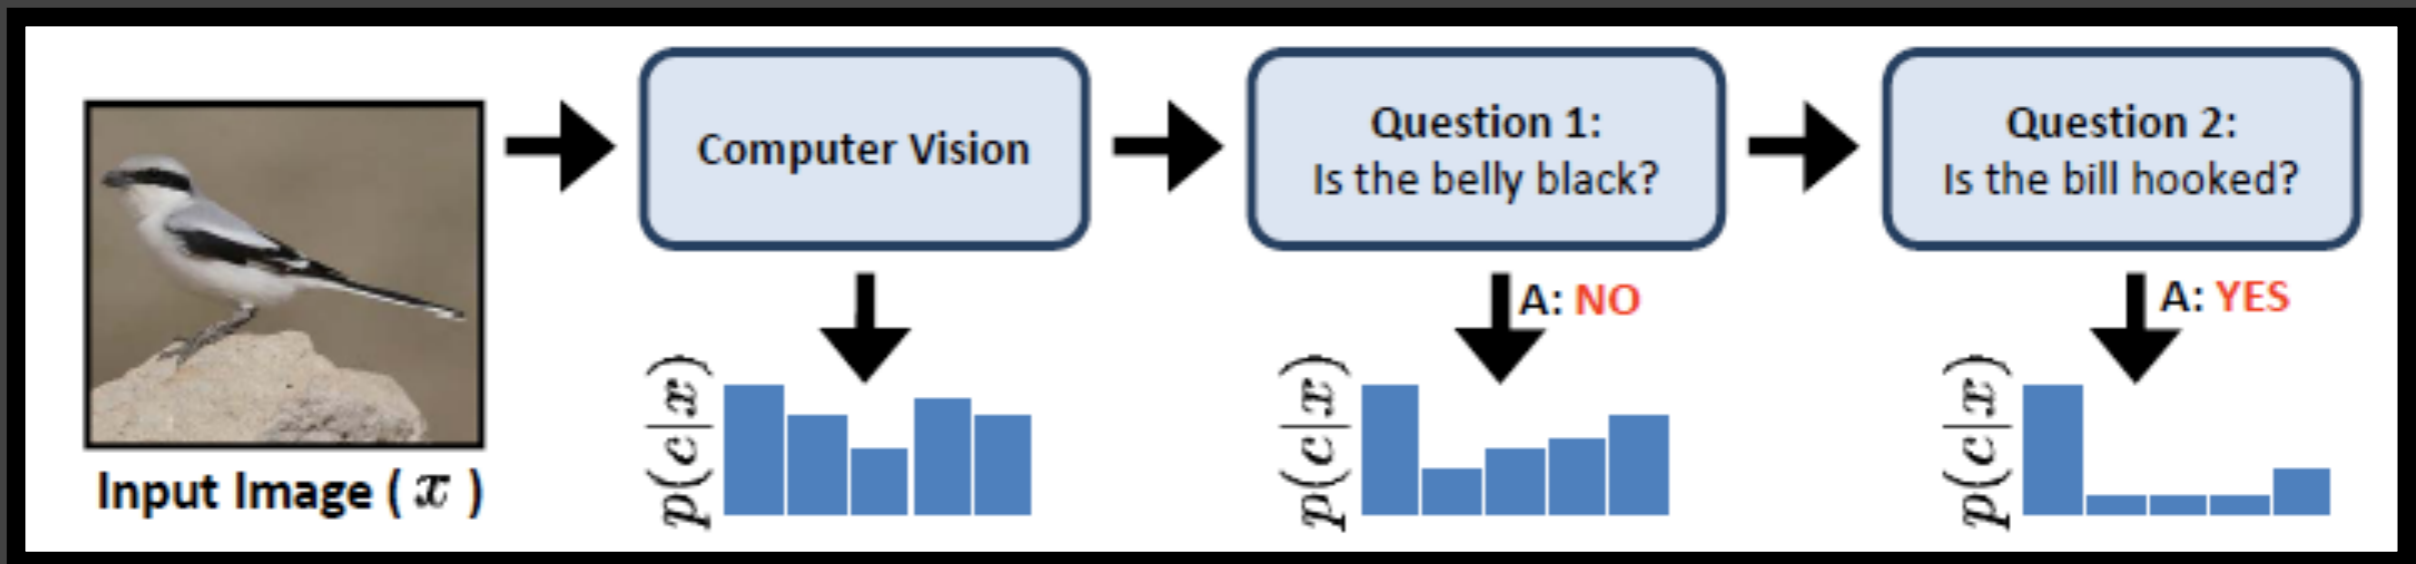 Computer Vision
Question 1:
Is the belly black?
Question 2:
Is the bill hooked?
A: NO
A: YES
Input Image ( x )
p(c|x)
p(c|x)
p(c|x)